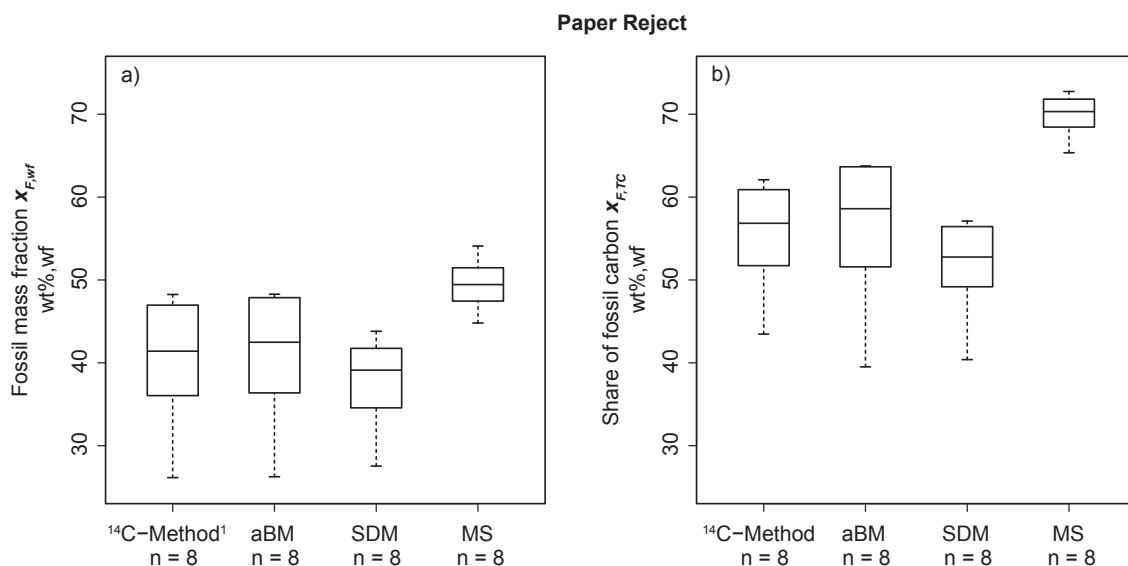 Paper Reject
a)
Fossil mass fraction x_F,wf
wt%,wf
70
60
50
40
30
¹⁴C−Method¹
n = 8
aBM
n = 8
SDM
n = 8
MS
n = 8
b)
Share of fossil carbon x_F,TC
wt%,wf
70
60
50
40
30
¹⁴C−Method
n = 8
aBM
n = 8
SDM
n = 8
MS
n = 8